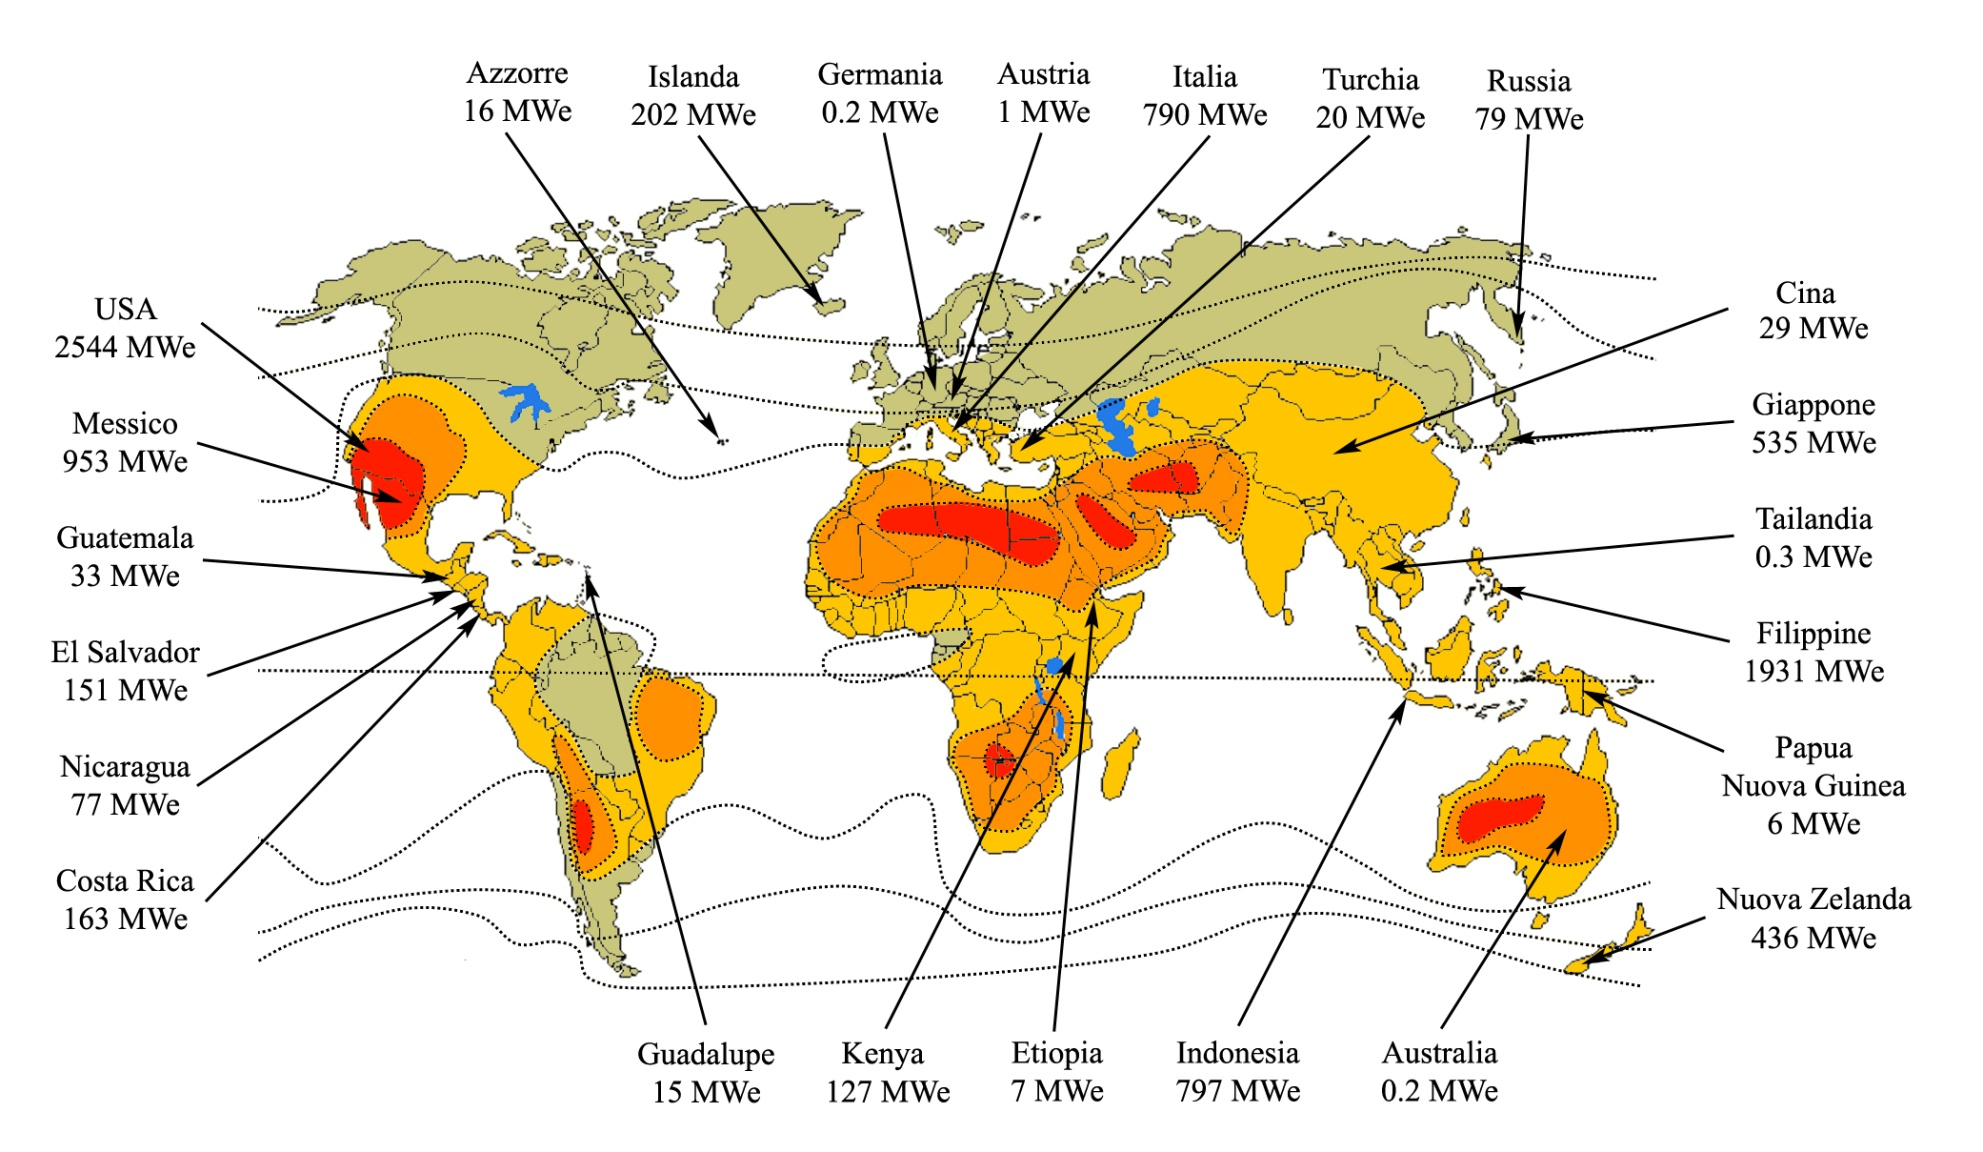 Azzorre
16 MWe
Islanda
202 MWe
Germania
0.2 MWe
Austria
1 MWe
Italia
790 MWe
Turchia
20 MWe
Russia
79 MWe
USA
2544 MWe
Messico
953 MWe
Guatemala
33 MWe
El Salvador
151 MWe
Nicaragua
77 MWe
Costa Rica
163 MWe
Cina
29 MWe
Giappone
535 MWe
Tailandia
0.3 MWe
Filippine
1931 MWe
Papua
Nuova Guinea
6 MWe
Nuova Zelanda
436 MWe
Guadalupe
15 MWe
Kenya
127 MWe
Etiopia
7 MWe
Indonesia
797 MWe
Australia
0.2 MWe